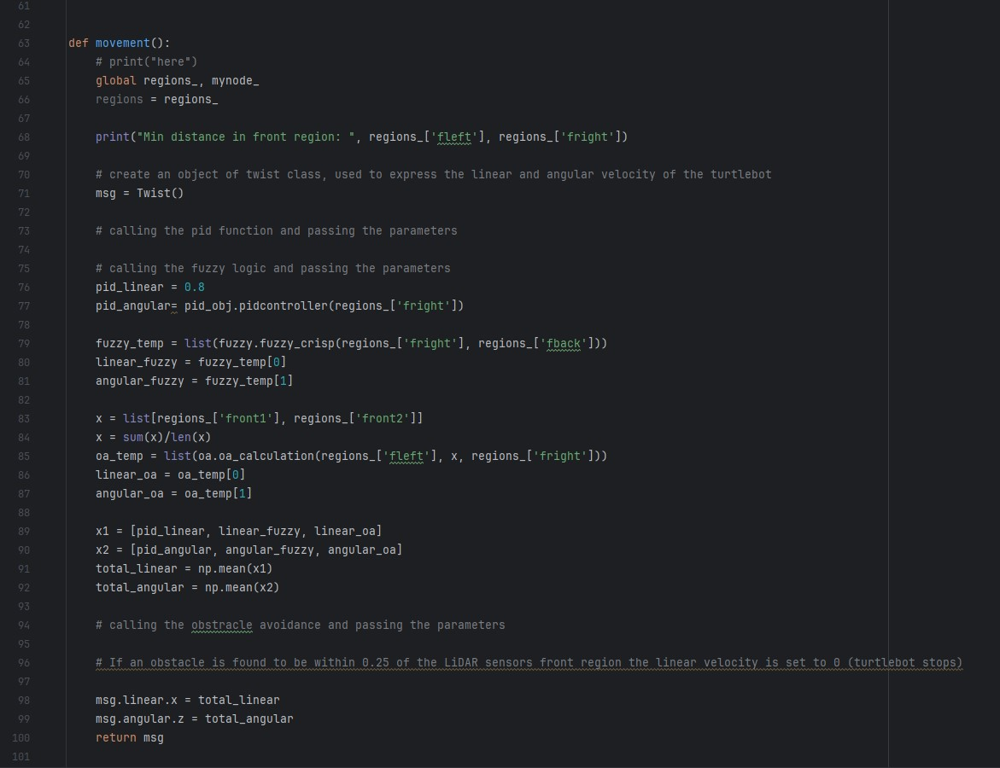 61
62
63 def movement():
64     # print("here")
65     global regions_, mynode_
66     regions = regions_
67
68     print("Min distance in front region: ", regions_['fleft'], regions_['fright'])
69
70     # create an object of twist class, used to express the linear and angular velocity of the turtlebot
71     msg = Twist()
72
73     # calling the pid function and passing the parameters
74
75     # calling the fuzzy logic and passing the parameters
76     pid_linear = 0.8
77     pid_angular= pid_obj.pidcontroller(regions_['fright'])
78
79     fuzzy_temp = list(fuzzy.fuzzy_crisp(regions_['fright'], regions_['fback']))
80     linear_fuzzy = fuzzy_temp[0]
81     angular_fuzzy = fuzzy_temp[1]
82
83     x = list[regions_['front1'], regions_['front2']]
84     x = sum(x)/len(x)
85     oa_temp = list(oa.oa_calculation(regions_['fleft'], x, regions_['fright']))
86     linear_oa = oa_temp[0]
87     angular_oa = oa_temp[1]
88
89     x1 = [pid_linear, linear_fuzzy, linear_oa]
90     x2 = [pid_angular, angular_fuzzy, angular_oa]
91     total_linear = np.mean(x1)
92     total_angular = np.mean(x2)
93
94     # calling the obstracle avoidance and passing the parameters
95
96     # If an obstacle is found to be within 0.25 of the LiDAR sensors front region the linear velocity is set to 0 (turtlebot stops)
97
98     msg.linear.x = total_linear
99     msg.angular.z = total_angular
100     return msg
101